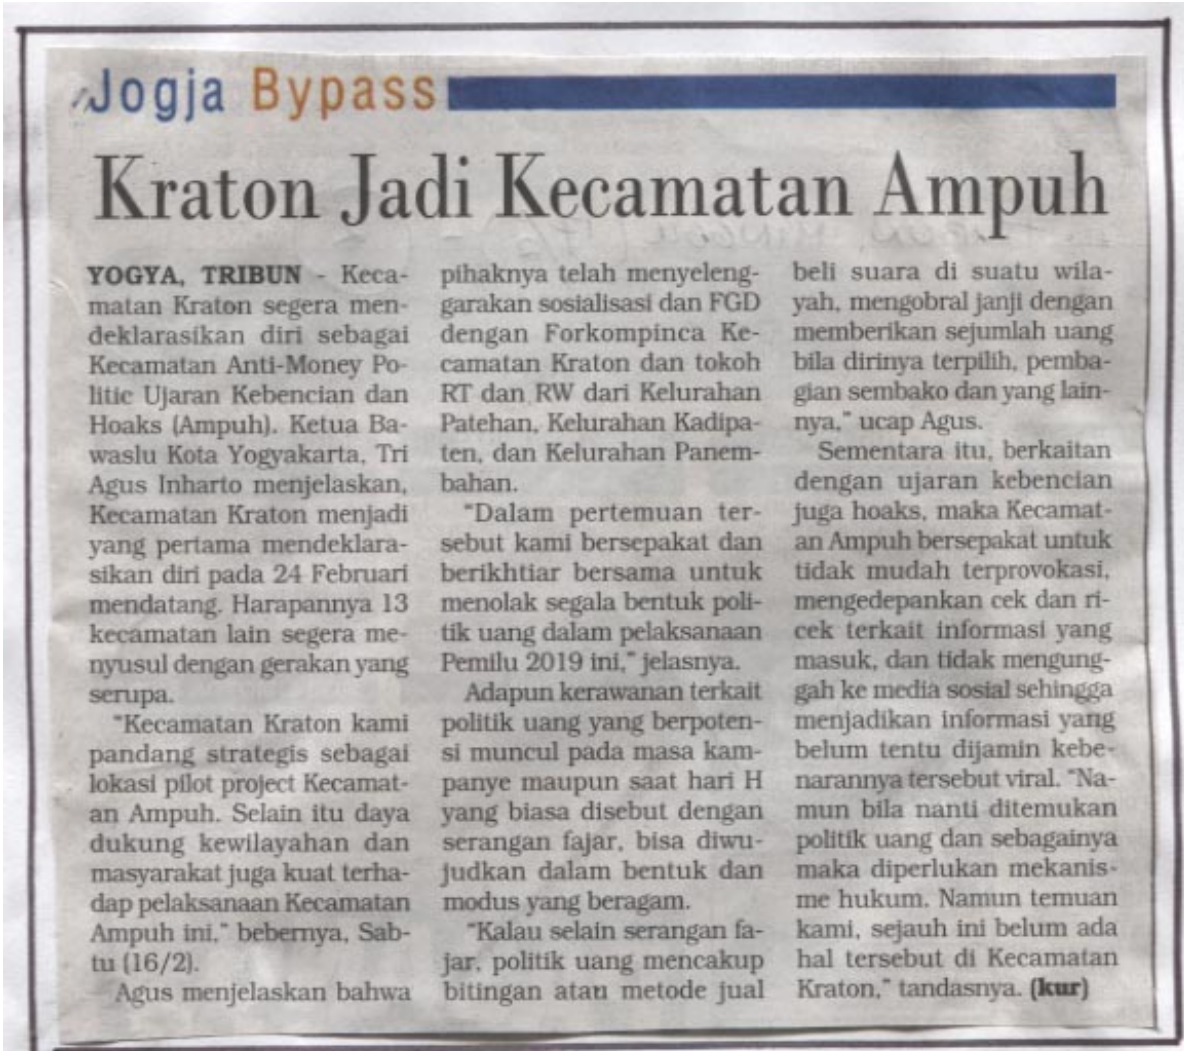 Jogja Bypass
Kraton Jadi Kecamatan Ampuh
YOGYA, TRIBUN - Keca-
matan Kraton segera men-
deklarasikan diri sebagai
Kecamatan Anti-Money Po-
litic Ujaran Kebencian dan
Hoaks (Ampuh). Ketua Ba-
waslu Kota Yogyakarta, Tri
Agus Inharto menjelaskan,
Kecamatan Kraton menjadi
yang pertama mendeklara-
sikan diri pada 24 Februari
mendatang. Harapannya 13
kecamatan lain segera me-
nyusul dengan gerakan yang
serupa.
"Kecamatan Kraton kami
pandang strategis sebagai
lokasi pilot project Kecamat-
an Ampuh. Selain itu daya
dukung kewilayahan dan
masyarakat juga kuat terha-
dap pelaksanaan Kecamatan
Ampuh ini," bebernya, Sab-
tu (16/2).
Agus menjelaskan bahwa
pihaknya telah menyeleng-
garakan sosialisasi dan FGD
dengan Forkompinca Ke-
camatan Kraton dan tokoh
RT dan RW dari Kelurahan
Patehan, Kelurahan Kadipa-
ten, dan Kelurahan Panem-
bahan.
"Dalam pertemuan ter-
sebut kami bersepakat dan
berikhtiar bersama untuk
menolak segala bentuk poli-
tik uang dalam pelaksanaan
Pemilu 2019 ini," jelasnya.
Adapun kerawanan terkait
politik uang yang berpoten-
si muncul pada masa kam-
panye maupun saat hari H
yang biasa disebut dengan
serangan fajar, bisa diwu-
judkan dalam bentuk dan
modus yang beragam.
"Kalau selain serangan fa-
jar, politik uang mencakup
bitingan atau metode jual
beli suara di suatu wila-
yah, mengobral janji dengan
memberikan sejumlah uang
bila dirinya terpilih, pemba-
gian sembako dan yang lain-
nya," ucap Agus.
Sementara itu, berkaitan
dengan ujaran kebencian
juga hoaks, maka Kecamat-
an Ampuh bersepakat untuk
tidak mudah terprovokasi,
mengedepankan cek dan ri-
cek terkait informasi yang
masuk, dan tidak mengung-
gah ke media sosial sehingga
menjadikan informasi yang
belum tentu dijamin kebe-
narannya tersebut viral. "Na-
mun bila nanti ditemukan
politik uang dan sebagainya
maka diperlukan mekanis-
me hukum. Namun temuan
kami, sejauh ini belum ada
hal tersebut di Kecamatan
Kraton," tandasnya. (kur)